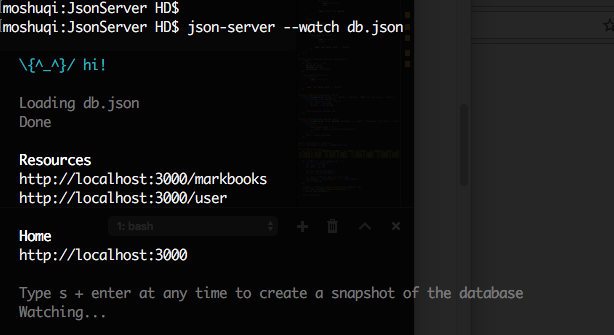 moshuqi:JsonServer HD$
moshuqi:JsonServer HD$ json-server --watch db.json
\{^_^}/ hi!
Loading db.json
Done
Resources
http://localhost:3000/markbooks
http://localhost:3000/user
1: bash
Home
http://localhost:3000
Type s + enter at any time to create a snapshot of the database
Watching...